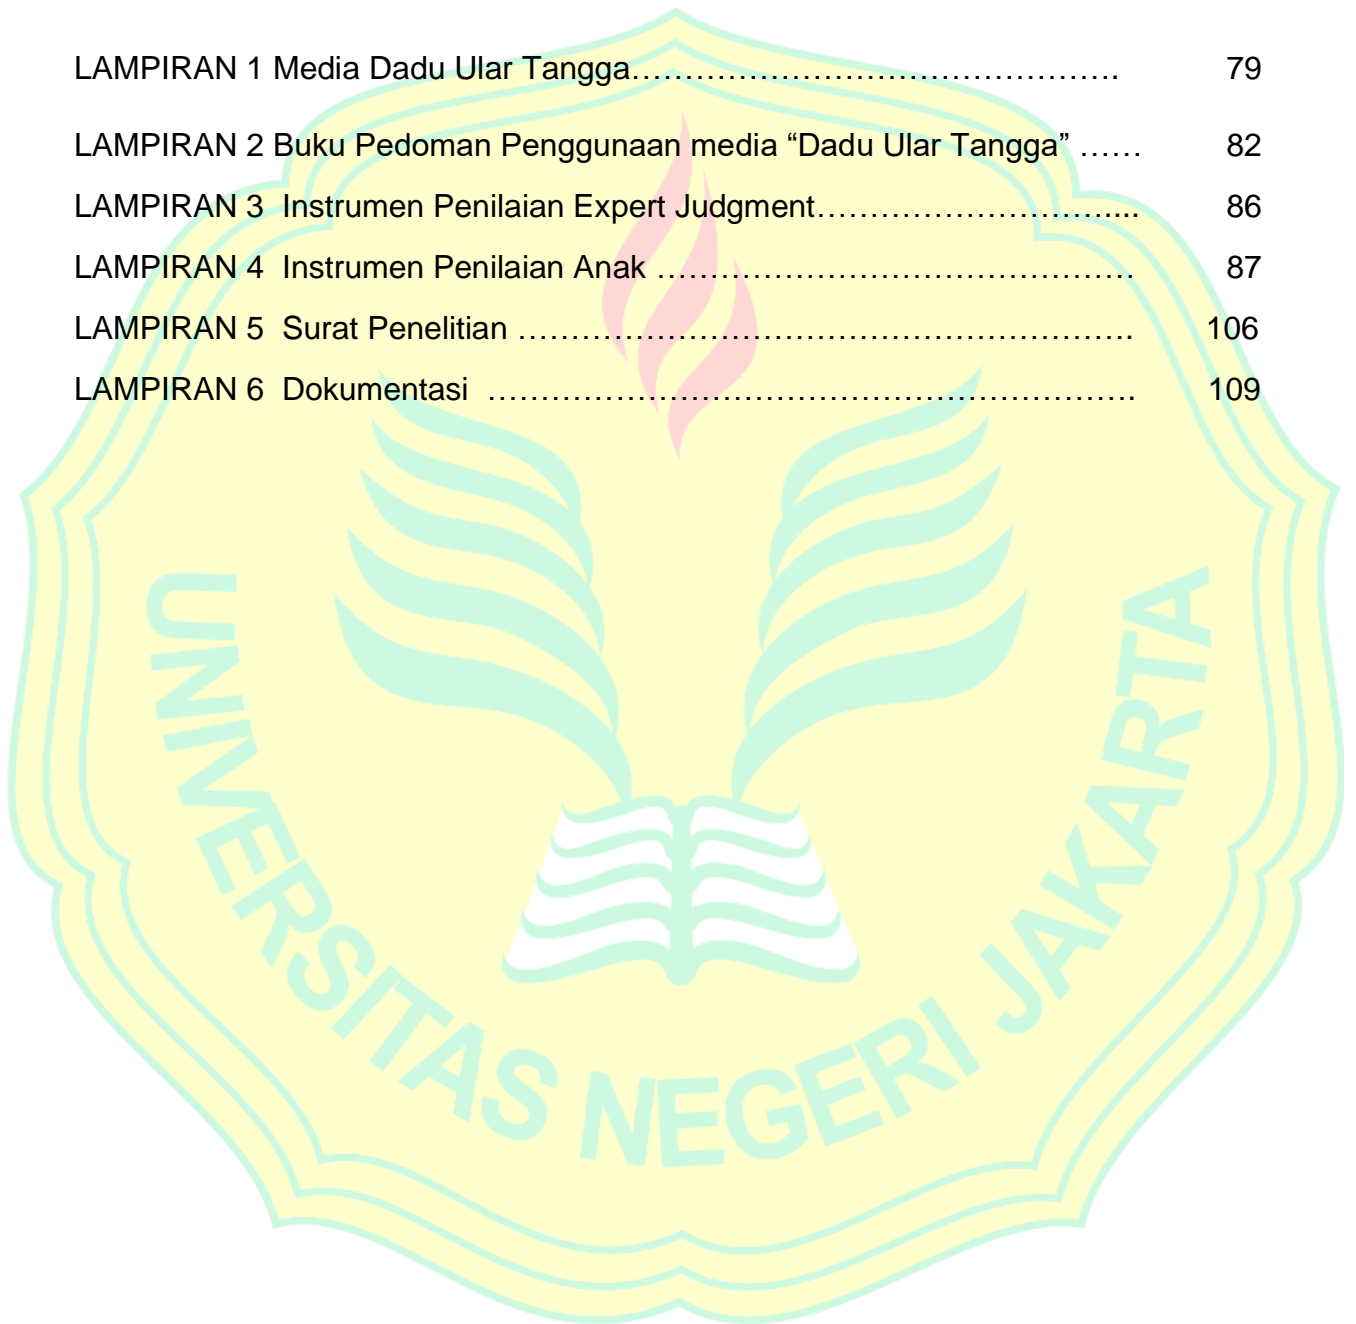 LAMPIRAN 1 Media Dadu Ular Tangga………………………………………. 79
LAMPIRAN 2 Buku Pedoman Penggunaan media “Dadu Ular Tangga” …… 82
LAMPIRAN 3  Instrumen Penilaian Expert Judgment……………………….... 86
LAMPIRAN 4  Instrumen Penilaian Anak ……………………………………. 87
LAMPIRAN 5  Surat Penelitian …………………………………………………. 106
LAMPIRAN 6  Dokumentasi  ……………………………………………………. 109
UNIVERSITAS NEGERI JAKARTA